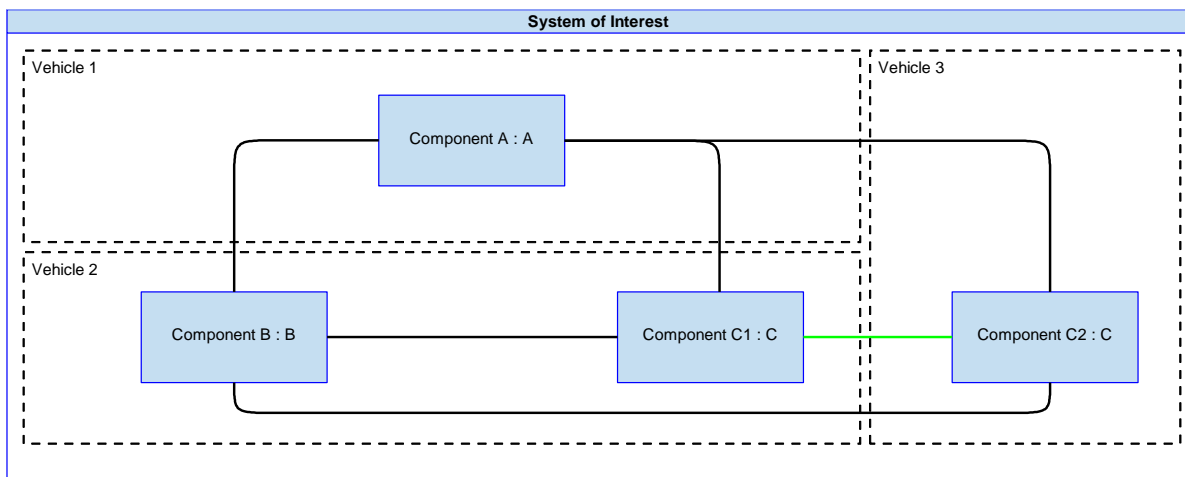 System of Interest
Vehicle 1
Vehicle 3
Component A : A
Vehicle 2
Component B : B
Component C1 : C
Component C2 : C